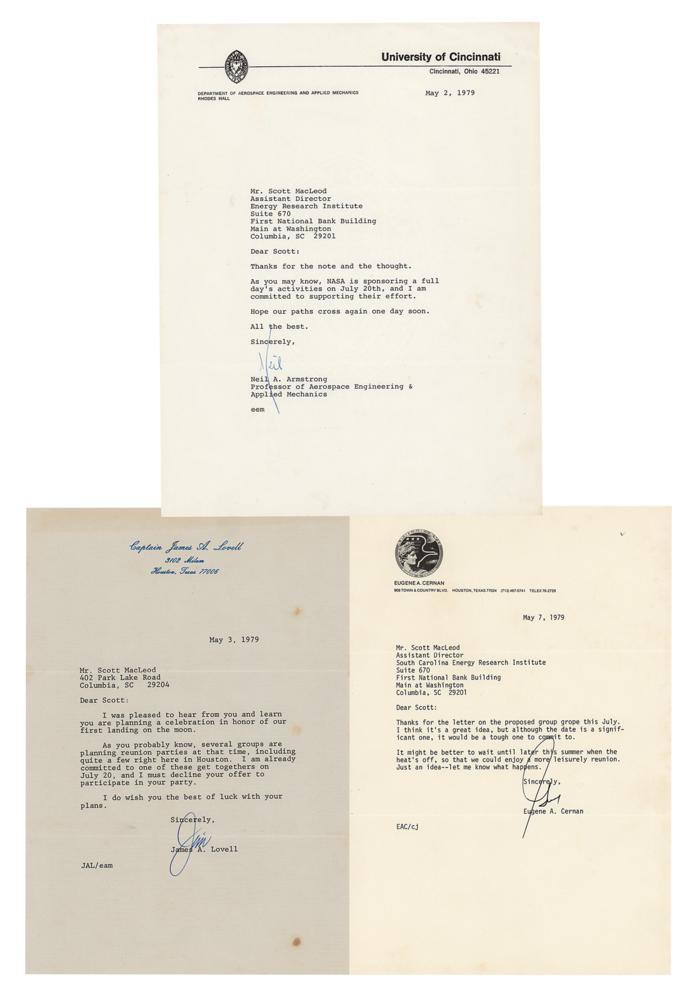 University of Cincinnati
Cincinnati, Ohio 45221
DEPARTMENT OF AEROSPACE ENGINEERING AND APPLIED MECHANICS
RHODES HALL
May 2, 1979
Mr. Scott MacLeod
Assistant Director
Energy Research Institute
Suite 670
First National Bank Building
Main at Washington
Columbia, SC 29201
Dear Scott:
Thanks for the note and the thought.
As you may know, NASA is sponsoring a full
day's activities on July 20th, and I am
committed to supporting their effort.
Hope our paths cross again one day soon.
All the best.
Sincerely,
Neil
Neil A. Armstrong
Professor of Aerospace Engineering &
Applied Mechanics
eem
Captain James A. Lovell
3102 Milam
Houston, Texas 77006
May 3, 1979
Mr. Scott MacLeod
402 Park Lake Road
Columbia, SC 29204
Dear Scott:
I was pleased to hear from you and learn
you are planning a celebration in honor of our
first landing on the moon.
As you probably know, several groups are
planning reunion parties at that time, including
quite a few right here in Houston. I am already
committed to one of these get togethers on
July 20, and I must decline your offer to
participate in your party.
I do wish you the best of luck with your
plans.
Sincerely,
Jim
James A. Lovell
JAL/eam
EUGENE A. CERNAN
TOWN & COUNTRY BLVD. HOUSTON, TEXAS 77024
May 7, 1979
Mr. Scott MacLeod
Assistant Director
South Carolina Energy Research Institute
Suite 670
First National Bank Building
Main at Washington
Columbia, SC 29201
Dear Scott:
Thanks for the letter on the proposed group grope this July.
I think it's a great idea, but although the date is a signif-
icant one, it would be a tough one to commit to.
It might be better to wait until later this summer when the
heat's off, so that we could enjoy a more leisurely reunion.
Just an idea--let me know what happens.
Sincerely,
Eugene A. Cernan
EAC/cj